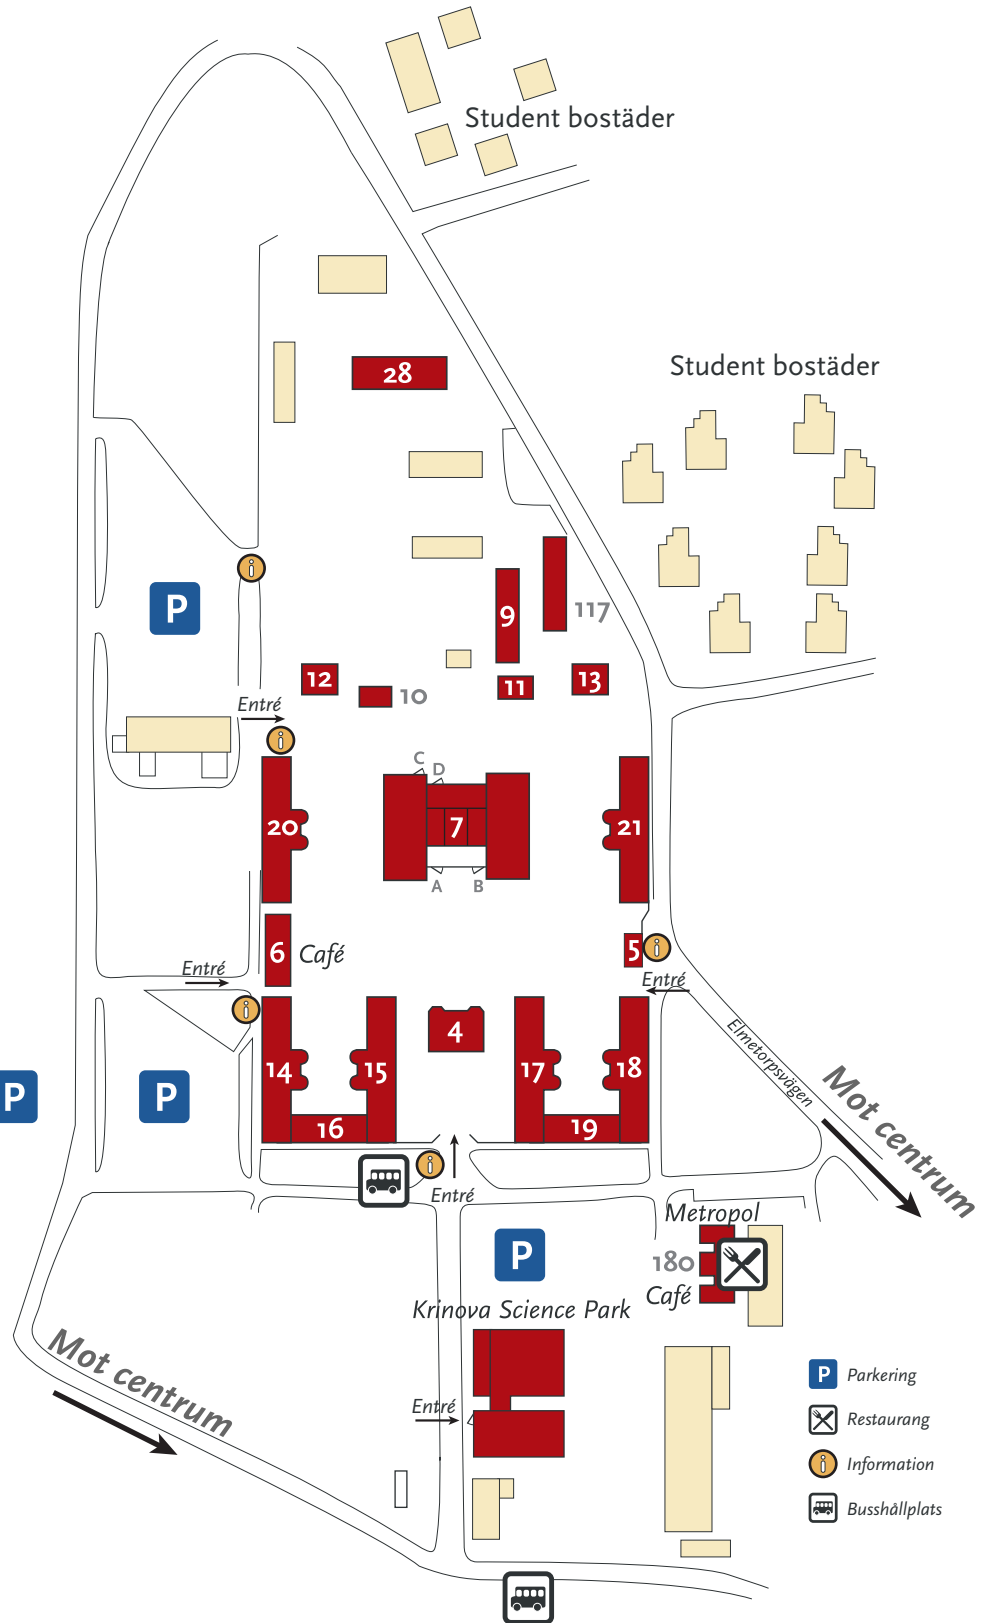 Student bostäder
Student bostäder
28
9
117
12
10
11
13
Entré
C
D
20
7
21
A
B
6
Café
5
Entré
Entré
4
14
15
17
18
Elmetorpsvägen
Mot centrum
16
19
Entré
P
P
P
P
Metropol
180
Café
Krinova Science Park
Mot centrum
Entré
P Parkering
Restaurang
Information
Busshållplats